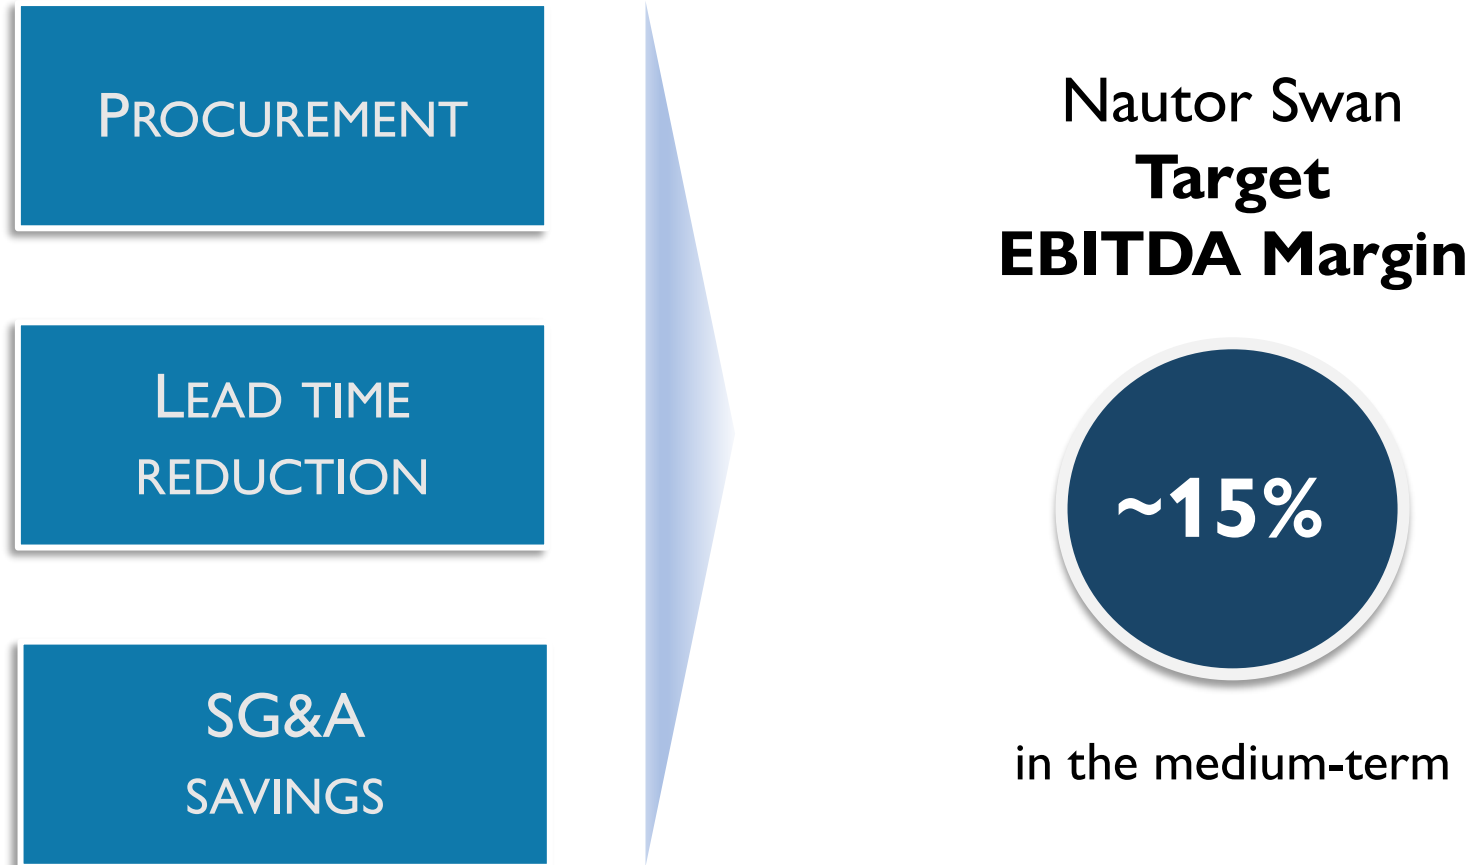 PROCUREMENT
LEAD TIME
REDUCTION
SG&A
SAVINGS
Nautor Swan
Target
EBITDA Margin
~15%
in the medium-term